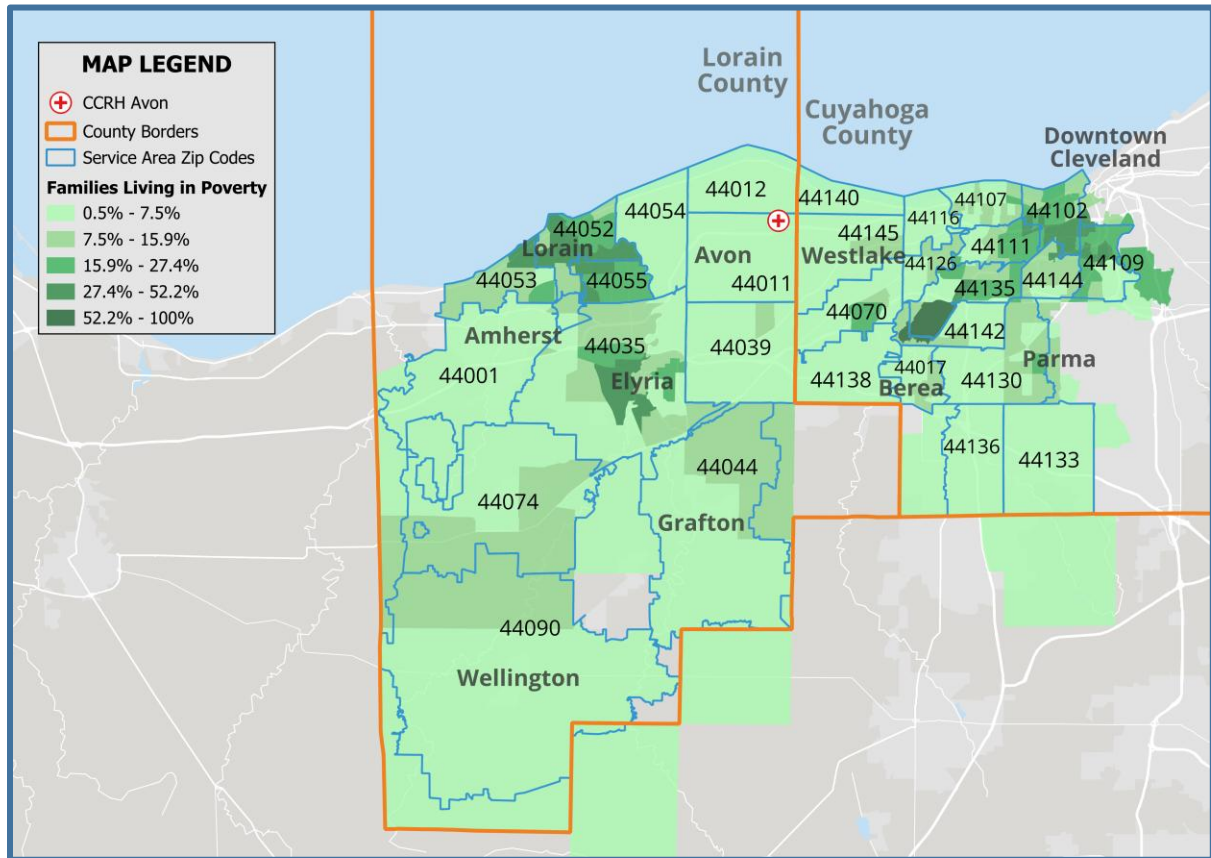 MAP LEGEND
CCRH Avon
County Borders
Service Area Zip Codes
Families Living in Poverty
0.5% - 7.5%
7.5% - 15.9%
15.9% - 27.4%
27.4% - 52.2%
52.2% - 100%
Lorain
County
Cuyahoga
County
Downtown
Cleveland
44012
44140
44107
44102
44054
44116
44052
44145
44111
Lorain
Avon
Westlake
44126
44109
44053
44055
44011
44135
44144
44070
Amherst
44035
44039
44142
44001
Elyria
44138
44017
Berea
44130
Parma
44136
44133
44044
44074
Grafton
44090
Wellington